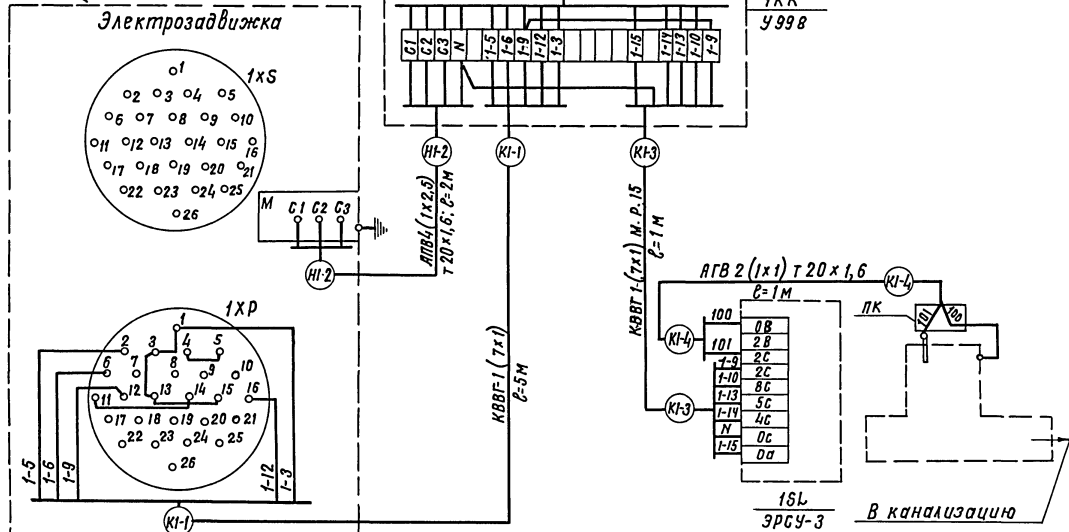 Электрозадвижка
1КК
У99В
С1 С2 С3 N 1-5 1-6 1-9 1-12 1-3 1-15 1-14 1-13 1-10 1-9
1хS
1
2 3 4 5
6 7 8 9 10
11 12 13 14 15 16
17 18 19 20 21
22 23 24 25
26
М
С1 С2 С3
Н1-2
Н1-2
К1-1
К1-3
АПВ4(1х2,5)
т20х1,6; ℓ=2м
КВВГ-1(7х1)
ℓ=5м
КВВГ 1-(7х1) м.р.15
ℓ=1м
АГВ 2 (1х1) т 20х1,6
ℓ=1м
К1-4
ПК
101 100
1хР
1
2 3 4 5
6 7 8 9 10
11 12 13 14 15 16
17 18 19 20 21
22 23 24 25
26
1-5
1-6
1-9
1-12
1-3
К1-1
К1-4
К1-3
100
101
1-9
1-10
1-13
1-14
N
1-15
0В
2В
2С
2С
8С
5С
4С
0с
0а
1SL
ЭРСУ-3
В канализацию